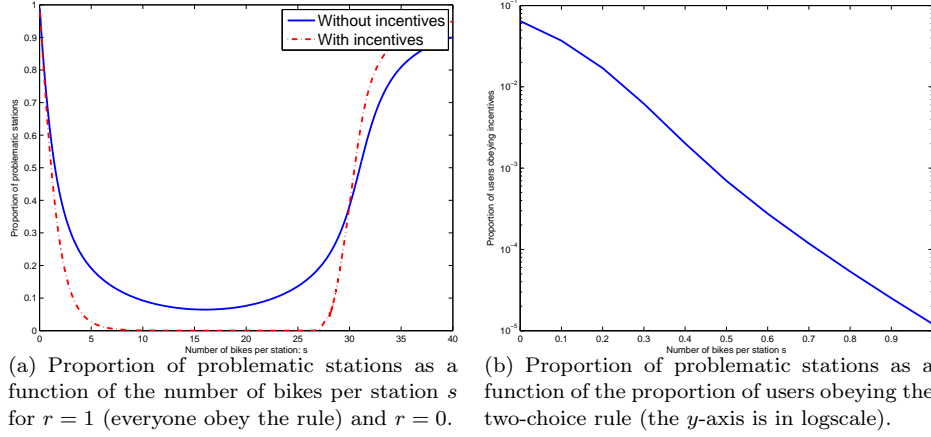 Proportion of problematic stations
1
0.9
0.8
0.7
0.6
0.5
0.4
0.3
0.2
0.1
0
0 5 10 15 20 25 30 35 40
Number of bikes per station: s
Without incentives
With incentives
(a) Proportion of problematic stations as a
function of the number of bikes per station s
for r = 1 (everyone obey the rule) and r = 0.
Proportion of users obeying incentives
10^-1
10^-2
10^-3
10^-4
10^-5
0 0.1 0.2 0.3 0.4 0.5 0.6 0.7 0.8 0.9
Number of bikes per station s
(b) Proportion of problematic stations as a
function of the proportion of users obeying the
two-choice rule (the y-axis is in logscale).